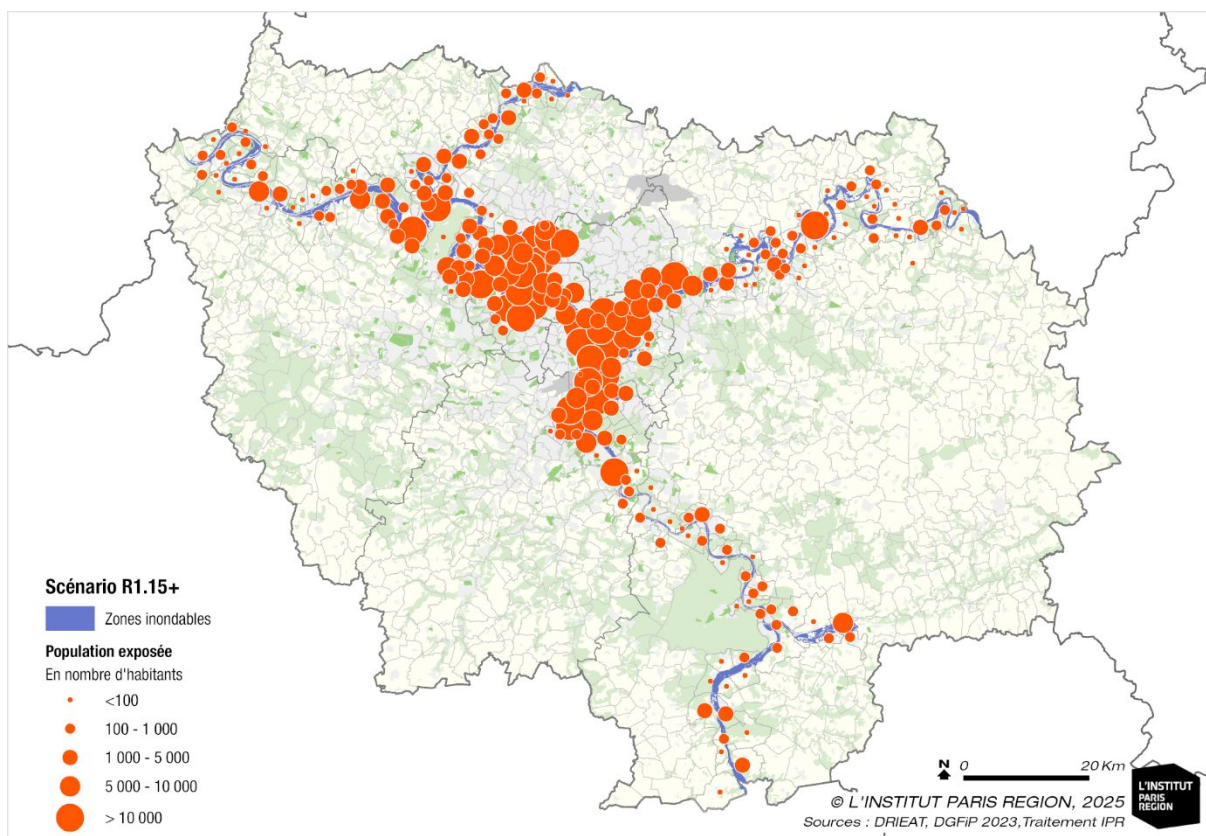 Scénario R1.15+
Zones inondables
Population exposée
En nombre d'habitants
<100
100 - 1 000
1 000 - 5 000
5 000 - 10 000
> 10 000
N 0 20 Km
© L'INSTITUT PARIS REGION, 2025
Sources : DRIEAT, DGFiP 2023,Traitement IPR
L'INSTITUT
PARIS
REGION